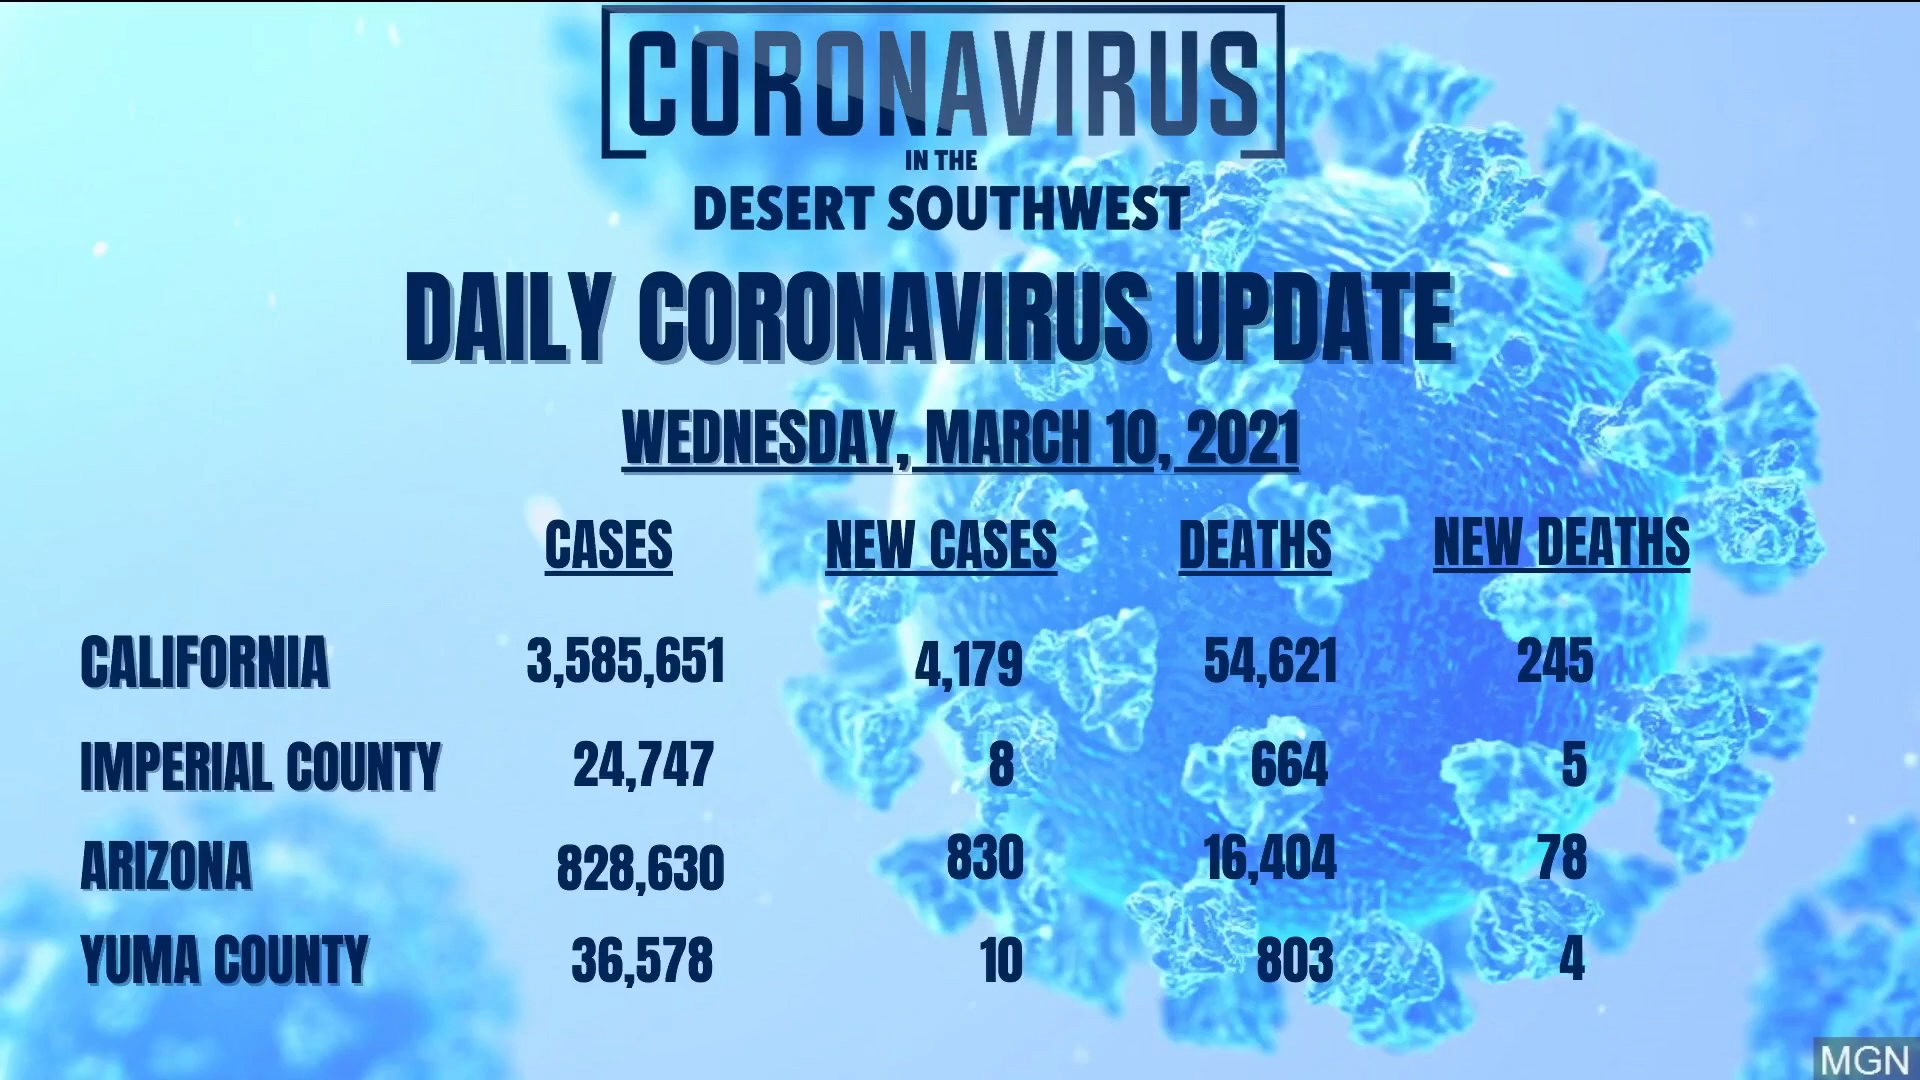 CORONAVIRUS
IN THE
DESERT SOUTHWEST
DAILY CORONAVIRUS UPDATE
WEDNESDAY, MARCH 10, 2021
CASES NEW CASES DEATHS NEW DEATHS
CALIFORNIA 3,585,651 4,179 54,621 245
IMPERIAL COUNTY 24,747 8 664 5
ARIZONA 828,630 830 16,404 78
YUMA COUNTY 36,578 10 803 4
MGN